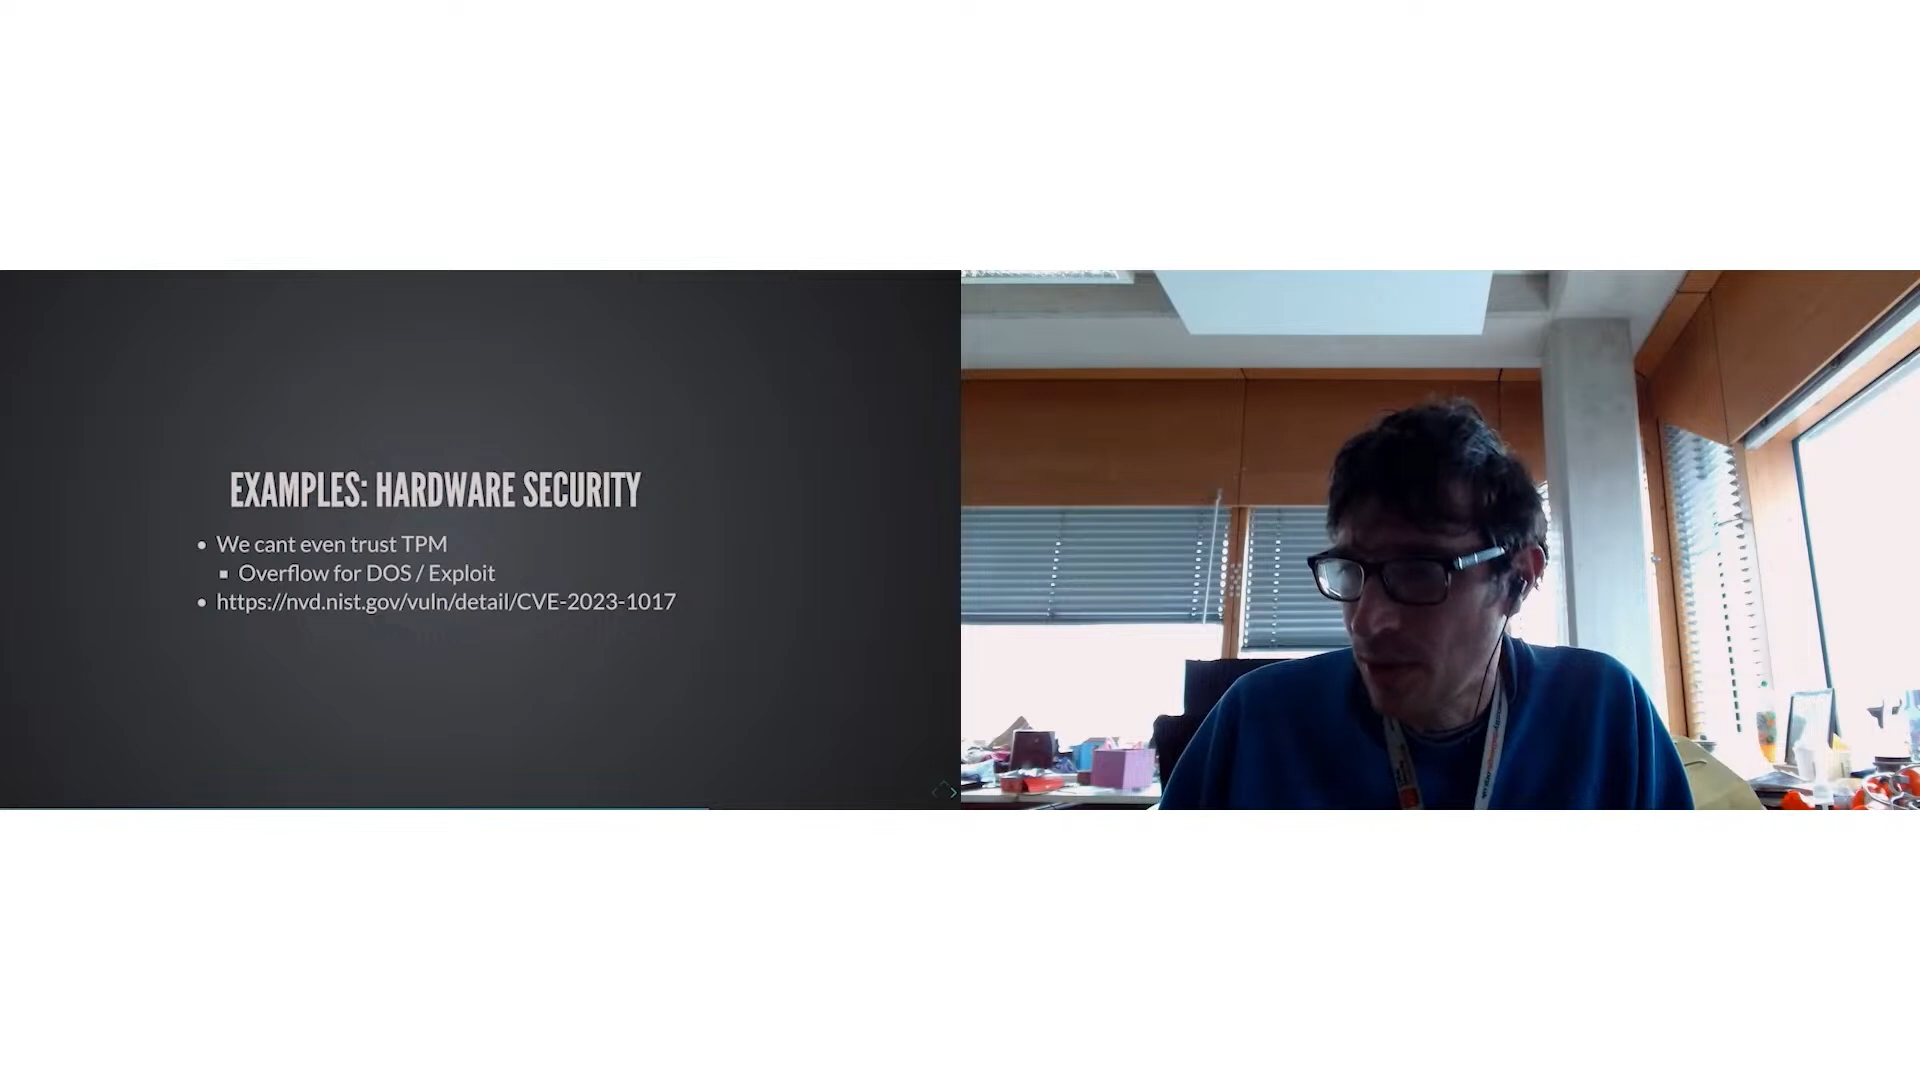 EXAMPLES: HARDWARE SECURITY
We cant even trust TPM
Overflow for DOS / Exploit
https://nvd.nist.gov/vuln/detail/CVE-2023-1017